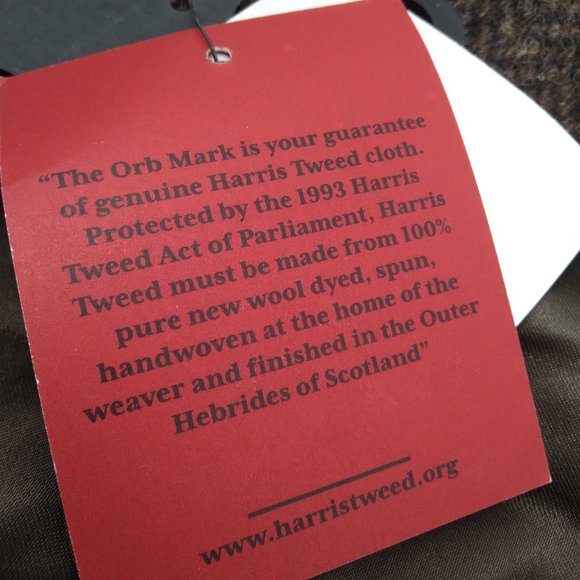 “The Orb Mark is your guarantee
of genuine Harris Tweed cloth.
Protected by the 1993 Harris
Tweed Act of Parliament, Harris
Tweed must be made from 100%
pure new wool dyed, spun,
handwoven at the home of the
weaver and finished in the Outer
Hebrides of Scotland”
www.harristweed.org